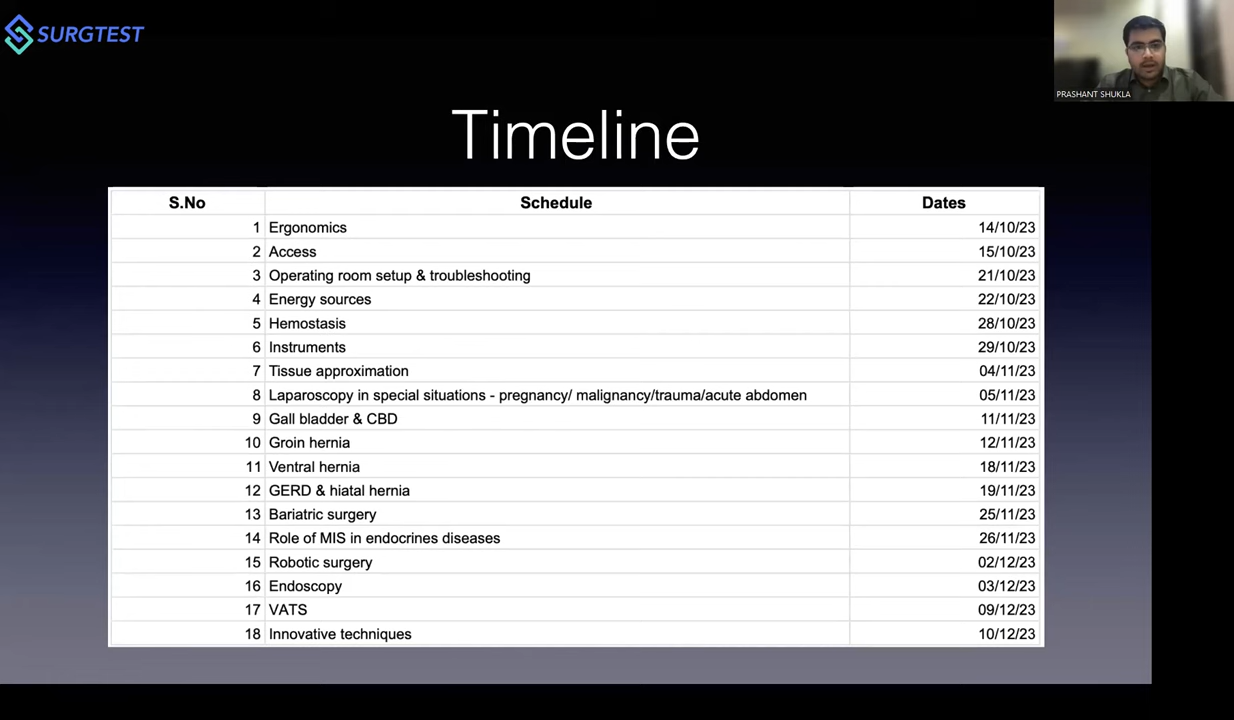 SURGTEST
PRASHANT SHUKLA
Timeline
S.No Schedule Dates
1 Ergonomics 14/10/23
2 Access 15/10/23
3 Operating room setup & troubleshooting 21/10/23
4 Energy sources 22/10/23
5 Hemostasis 28/10/23
6 Instruments 29/10/23
7 Tissue approximation 04/11/23
8 Laparoscopy in special situations - pregnancy/ malignancy/trauma/acute abdomen 05/11/23
9 Gall bladder & CBD 11/11/23
10 Groin hernia 12/11/23
11 Ventral hernia 18/11/23
12 GERD & hiatal hernia 19/11/23
13 Bariatric surgery 25/11/23
14 Role of MIS in endocrines diseases 26/11/23
15 Robotic surgery 02/12/23
16 Endoscopy 03/12/23
17 VATS 09/12/23
18 Innovative techniques 10/12/23